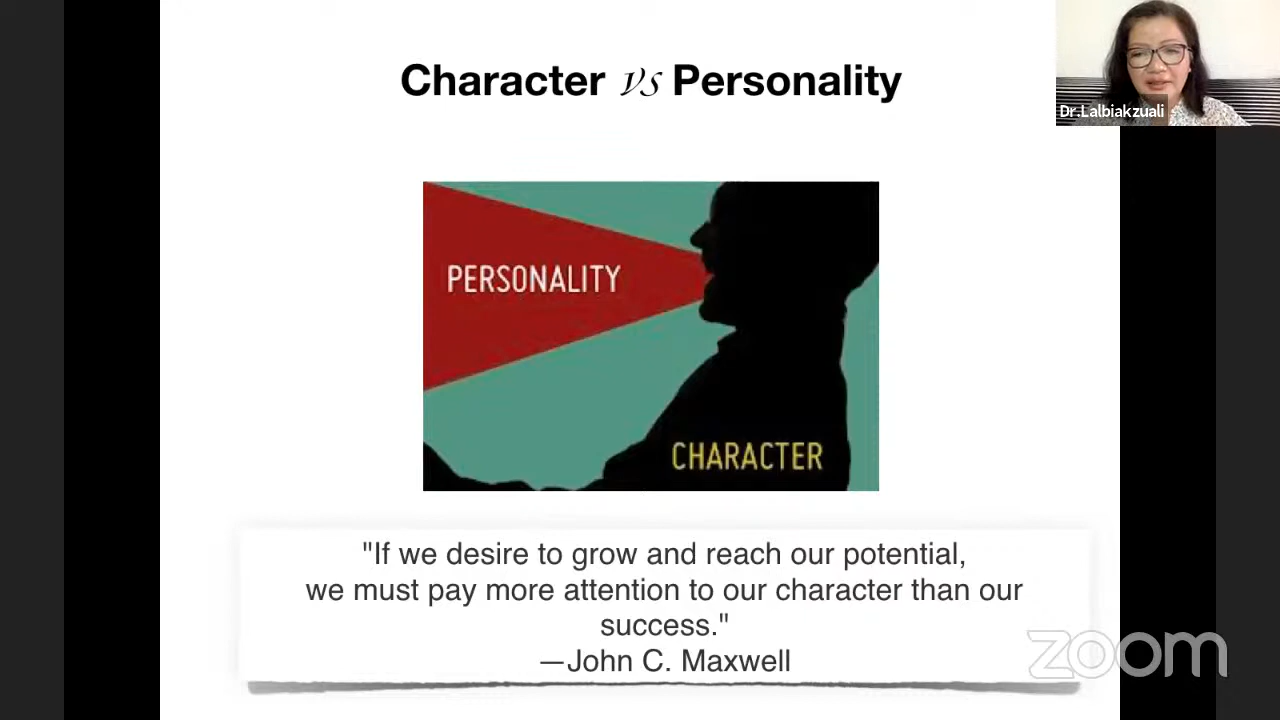 Character vs Personality
Dr.Lalbiakzuali
PERSONALITY
CHARACTER
"If we desire to grow and reach our potential,
we must pay more attention to our character than our
success."
—John C. Maxwell
zoom